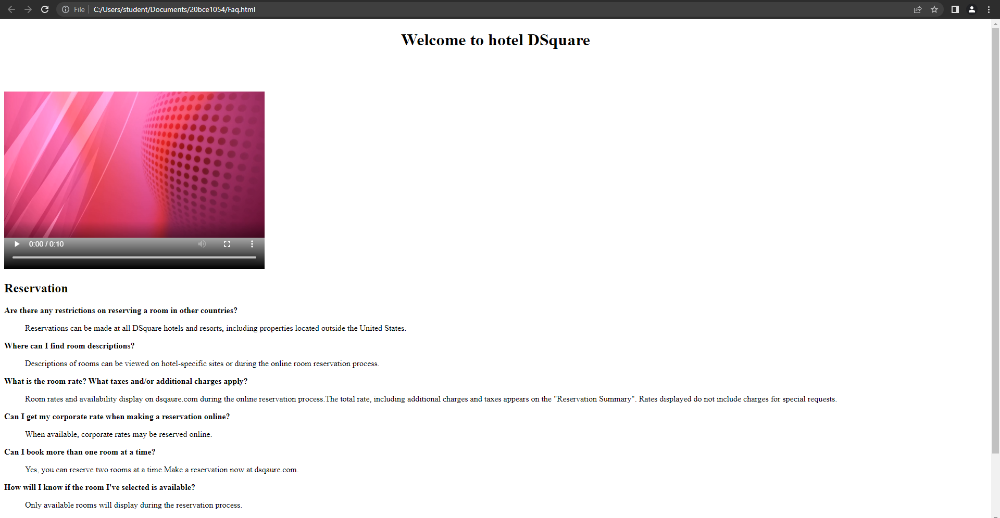 File C:/Users/student/Documents/20bce1054/Faq.html
Welcome to hotel DSquare
0:00 / 0:10
Reservation
Are there any restrictions on reserving a room in other countries?
Reservations can be made at all DSquare hotels and resorts, including properties located outside the United States.
Where can I find room descriptions?
Descriptions of rooms can be viewed on hotel-specific sites or during the online room reservation process.
What is the room rate? What taxes and/or additional charges apply?
Room rates and availability display on dsqaure.com during the online reservation process.The total rate, including additional charges and taxes appears on the "Reservation Summary". Rates displayed do not include charges for special requests.
Can I get my corporate rate when making a reservation online?
When available, corporate rates may be reserved online.
Can I book more than one room at a time?
Yes, you can reserve two rooms at a time.Make a reservation now at dsqaure.com.
How will I know if the room I've selected is available?
Only available rooms will display during the reservation process.